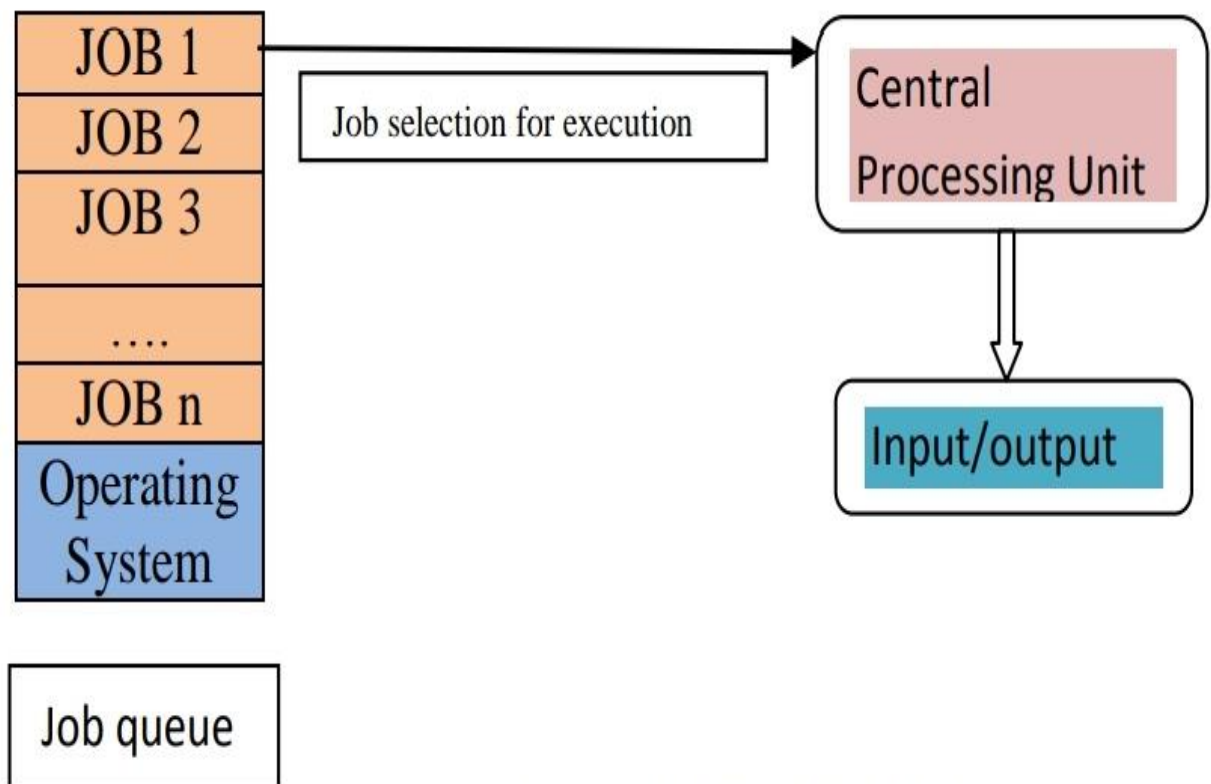 JOB 1
Job selection for execution
Central
Processing Unit
JOB 2
JOB 3
....
JOB n
Input/output
Operating
System
Job queue